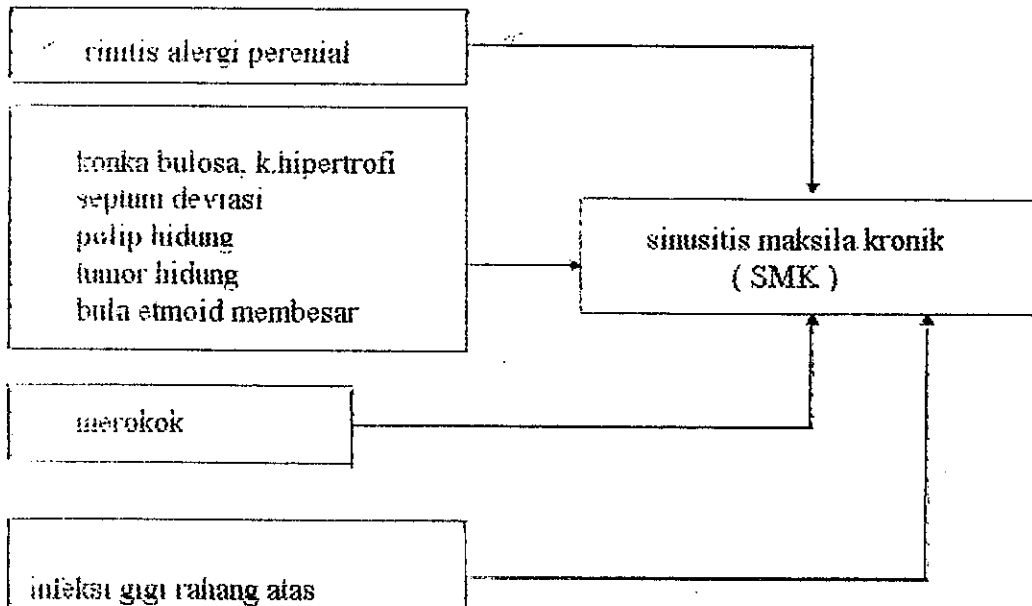 rinitis alergi perenial
konka bulosa, k.hipertrofi
septum deviasi
polip hidung
tumor hidung
bula etmoid membesar
sinusitis maksila kronik
( SMK )
merokok
infeksi gigi rahang atas